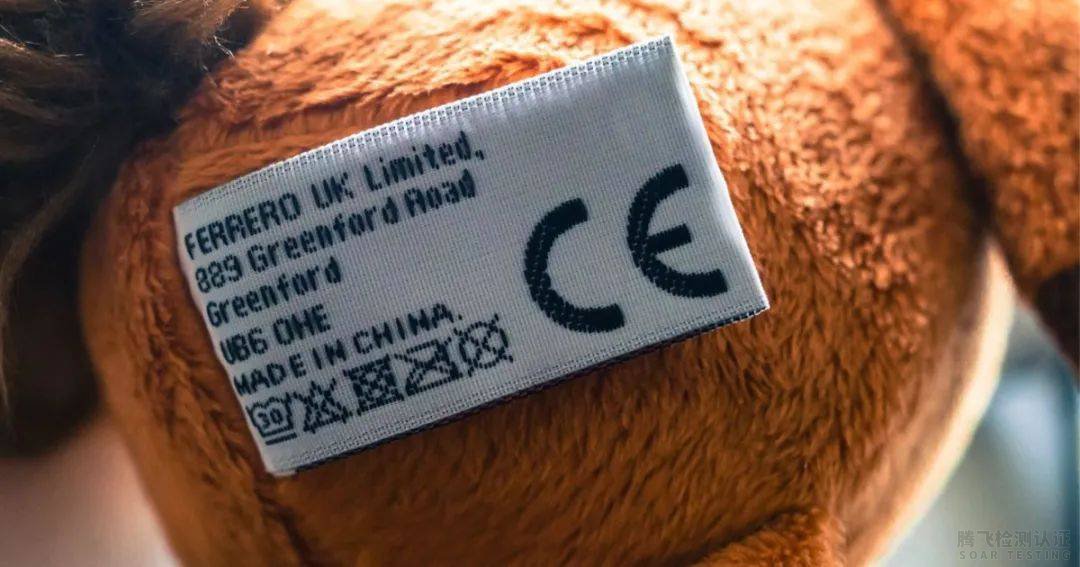 FERRERO UK Limited,
889 Greenford Road
Greenford
UB6 0HE
MADE IN CHINA.
30
CE
腾飞检测认证
SOAR TESTING